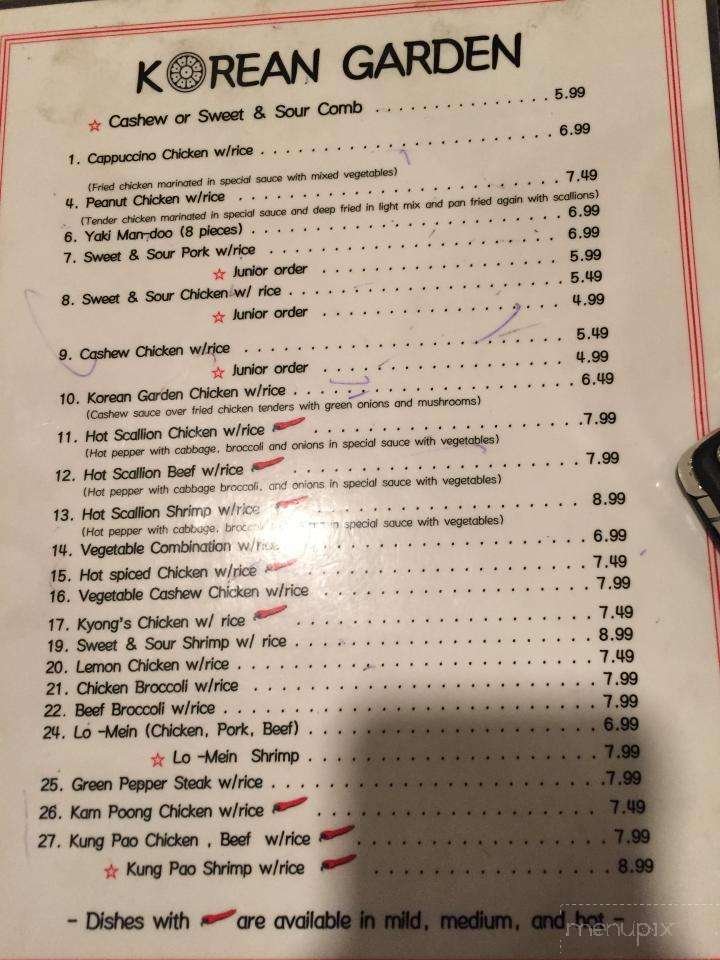 KOREAN GARDEN
☆ Cashew or Sweet & Sour Comb . . . . . . . . . . . . . . . 5.99
1. Cappuccino Chicken w/rice . . . . . . . . . . . . . . . 6.99
(Fried chicken marinated in special sauce with mixed vegetables)
4. Peanut Chicken w/rice . . . . . . . . . . . . . . . 7.49
(Tender chicken marinated in special sauce and deep fried in light mix and pan fried again with scallions)
6. Yaki Man-doo (8 pieces) . . . . . . . . . . . . . . . 6.99
7. Sweet & Sour Pork w/rice . . . . . . . . . . . . . . . 6.99
☆ Junior order . . . . . . . . . . . . . . . 5.99
8. Sweet & Sour Chicken w/ rice . . . . . . . . . . . . . . . 5.49
☆ Junior order . . . . . . . . . . . . . . . 4.99
9. Cashew Chicken w/rice . . . . . . . . . . . . . . . 5.49
☆ Junior order . . . . . . . . . . . . . . . 4.99
10. Korean Garden Chicken w/rice . . . . . . . . . . . . . . . 6.49
(Cashew sauce over fried chicken tenders with green onions and mushrooms)
11. Hot Scallion Chicken w/rice . . . . . . . . . . . . . . . 7.99
(Hot pepper with cabbage, broccoli and onions in special sauce with vegetables)
12. Hot Scallion Beef w/rice . . . . . . . . . . . . . . . 7.99
(Hot pepper with cabbage broccoli, and onions in special sauce with vegetables)
13. Hot Scallion Shrimp w/rice . . . . . . . . . . . . . . . 8.99
(Hot pepper with cabbage, in special sauce with vegetables)
14. Vegetable Combination w/rice . . . . . . . . . . . . . . . 6.99
15. Hot spiced Chicken w/rice . . . . . . . . . . . . . . . 7.49
16. Vegetable Cashew Chicken w/rice . . . . . . . . . . . . . . . 7.99
17. Kyong's Chicken w/ rice . . . . . . . . . . . . . . . 7.49
19. Sweet & Sour Shrimp w/ rice . . . . . . . . . . . . . . . 8.99
20. Lemon Chicken w/rice . . . . . . . . . . . . . . . 7.49
21. Chicken Broccoli w/rice . . . . . . . . . . . . . . . 7.99
22. Beef Broccoli w/rice . . . . . . . . . . . . . . . 7.99
24. Lo -Mein (Chicken, Pork, Beef) . . . . . . . . . . . . . . . 6.99
☆ Lo -Mein Shrimp . . . . . . . . . . . . . . . 7.99
25. Green Pepper Steak w/rice . . . . . . . . . . . . . . . 7.99
26. Kam Poong Chicken w/rice . . . . . . . . . . . . . . . 7.49
27. Kung Pao Chicken , Beef w/rice . . . . . . . . . . . . . . . 7.99
☆ Kung Pao Shrimp w/rice . . . . . . . . . . . . . . . 8.99
- Dishes with are available in mild, medium, and hot -
menupix